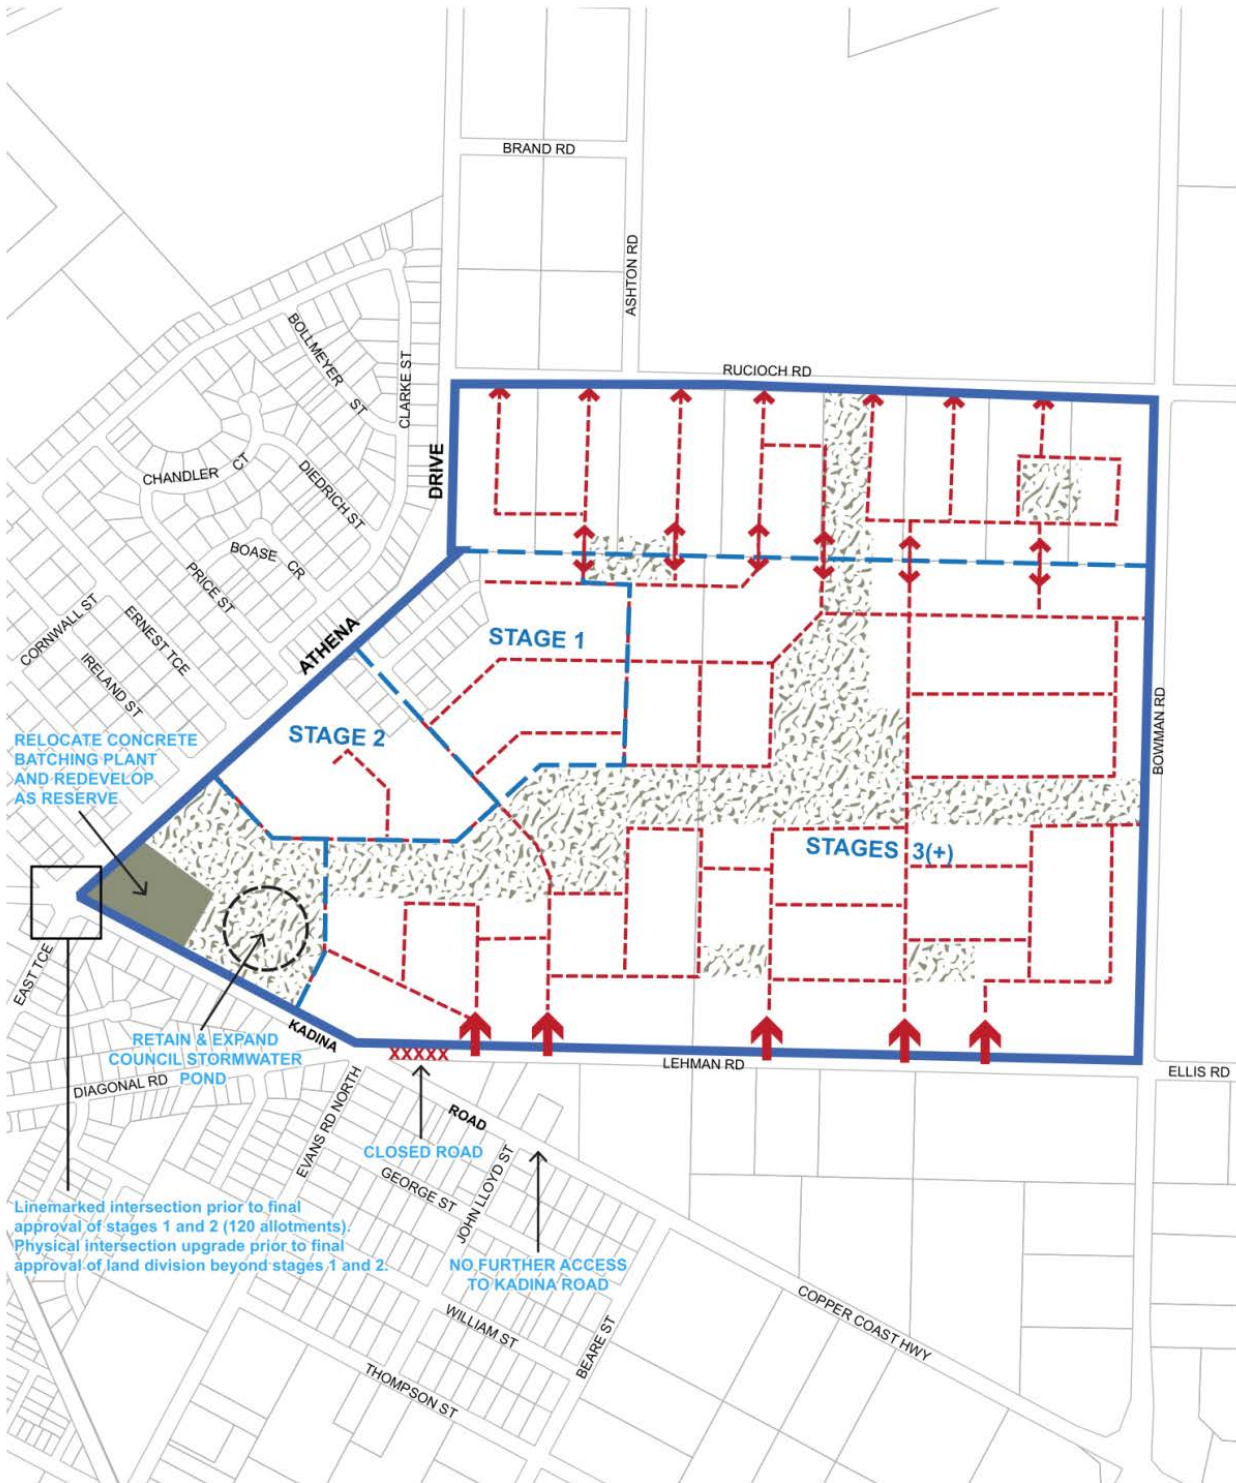 BRAND RD
ASHTON RD
BOLLMEYER ST
CLARKE ST
RUCIOCH RD
CHANDLER CT
DIEDRICH ST
DRIVE
BOASE CR
PRICE ST
CORNWALL ST
ERNEST TCE
IRELAND ST
ATHENA
STAGE 1
STAGE 2
BOWMAN RD
RELOCATE CONCRETE
BATCHING PLANT
AND REDEVELOP
AS RESERVE
STAGES 3(+)
EAST TCE
KADINA
RETAIN & EXPAND
COUNCIL STORMWATER
POND
XXXXX
LEHMAN RD
ELLIS RD
DIAGONAL RD
ROAD
EVANS RD NORTH
CLOSED ROAD
GEORGE ST
JOHN LLOYD ST
Linemarked intersection prior to final
approval of stages 1 and 2 (120 allotments).
Physical intersection upgrade prior to final
approval of land division beyond stages 1 and 2.
NO FURTHER ACCESS
TO KADINA ROAD
COPPER COAST HWY
WILLIAM ST
BEARE ST
THOMPSON ST